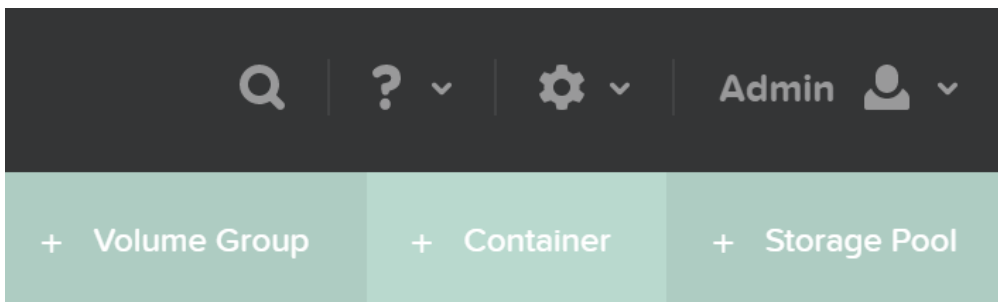 ? Admin
+ Volume Group + Container + Storage Pool